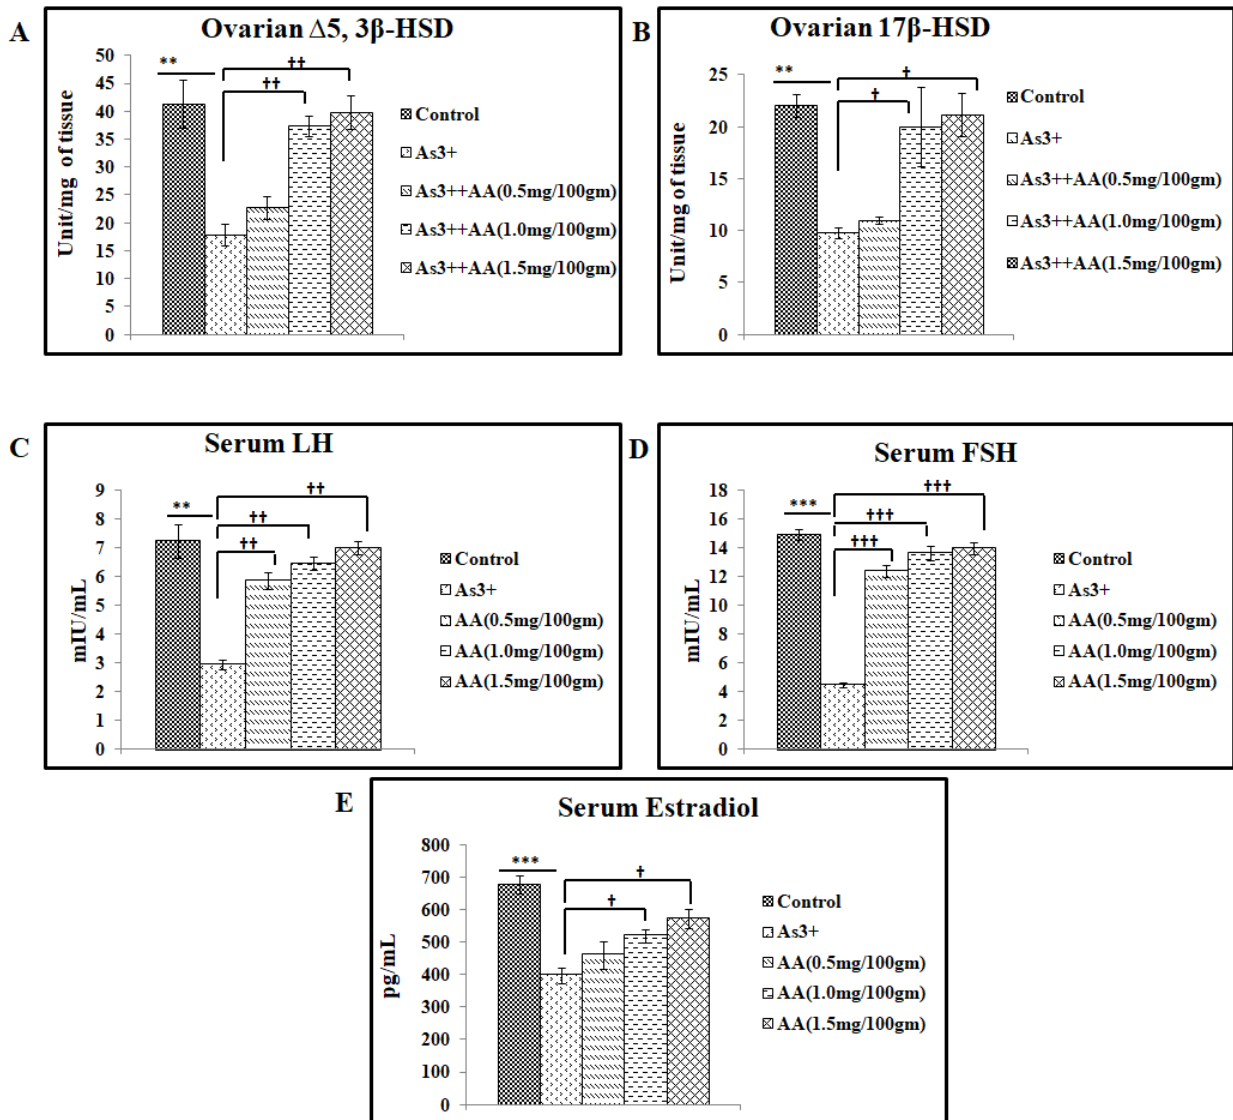 A
Ovarian Δ5, 3β-HSD
Unit/mg of tissue
50
45
40
35
30
25
20
15
10
5
0
**
††
††
Control
As3+
As3++AA(0.5mg/100gm)
As3++AA(1.0mg/100gm)
As3++AA(1.5mg/100gm)
B
Ovarian 17β-HSD
Unit/mg of tissue
25
20
15
10
5
0
**
†
†
Control
As3+
As3++AA(0.5mg/100gm)
As3++AA(1.0mg/100gm)
As3++AA(1.5mg/100gm)
C
Serum LH
mIU/mL
9
8
7
6
5
4
3
2
1
0
**
††
††
††
Control
As3+
AA(0.5mg/100gm)
AA(1.0mg/100gm)
AA(1.5mg/100gm)
D
Serum FSH
mIU/mL
18
16
14
12
10
8
6
4
2
0
***
†††
†††
†††
Control
As3+
AA(0.5mg/100gm)
AA(1.0mg/100gm)
AA(1.5mg/100gm)
E
Serum Estradiol
pg/mL
800
700
600
500
400
300
200
100
0
***
†
†
Control
As3+
AA(0.5mg/100gm)
AA(1.0mg/100gm)
AA(1.5mg/100gm)